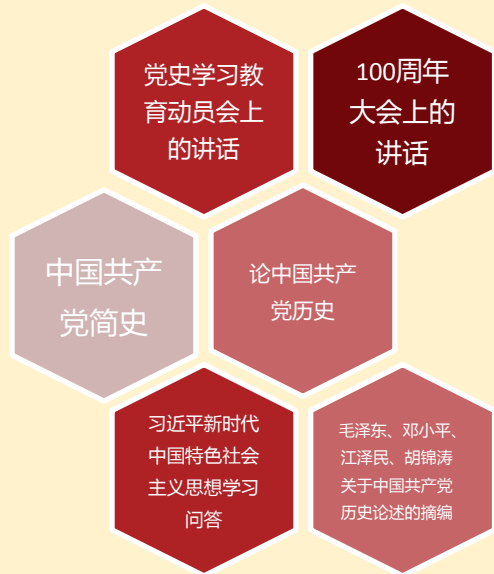 党史学习教
育动员会上
的讲话
100周年
大会上的
讲话
中国共产
党简史
论中国共产
党历史
习近平新时代
中国特色社会
主义思想学习
问答
毛泽东、邓小平、
江泽民、胡锦涛
关于中国共产党
历史论述的摘编